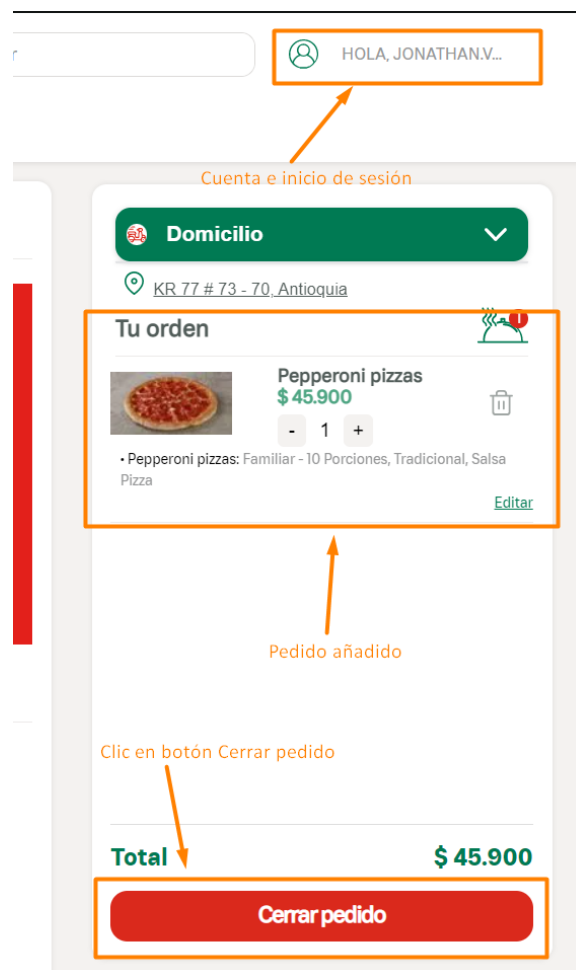 r
HOLA, JONATHAN.V...
Cuenta e inicio de sesión
Domicilio
KR 77 # 73 - 70, Antioquia
Tu orden
1
Pepperoni pizzas
$ 45.900
- 1 +
• Pepperoni pizzas: Familiar - 10 Porciones, Tradicional, Salsa
Pizza
Editar
Pedido añadido
Clic en botón Cerrar pedido
Total $ 45.900
Cerrar pedido